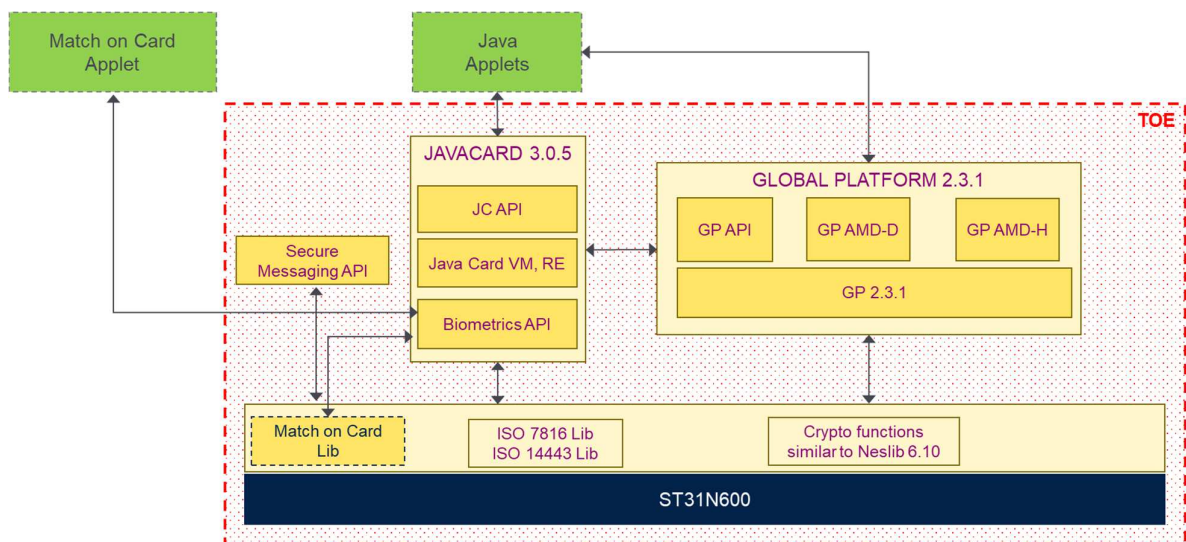 Match on Card
Applet
Java
Applets
TOE
JAVACARD 3.0.5
JC API
Java Card VM, RE
Biometrics API
Secure
Messaging API
GLOBAL PLATFORM 2.3.1
GP API
GP AMD-D
GP AMD-H
GP 2.3.1
Match on Card
Lib
ISO 7816 Lib
ISO 14443 Lib
Crypto functions
similar to Neslib 6.10
ST31N600